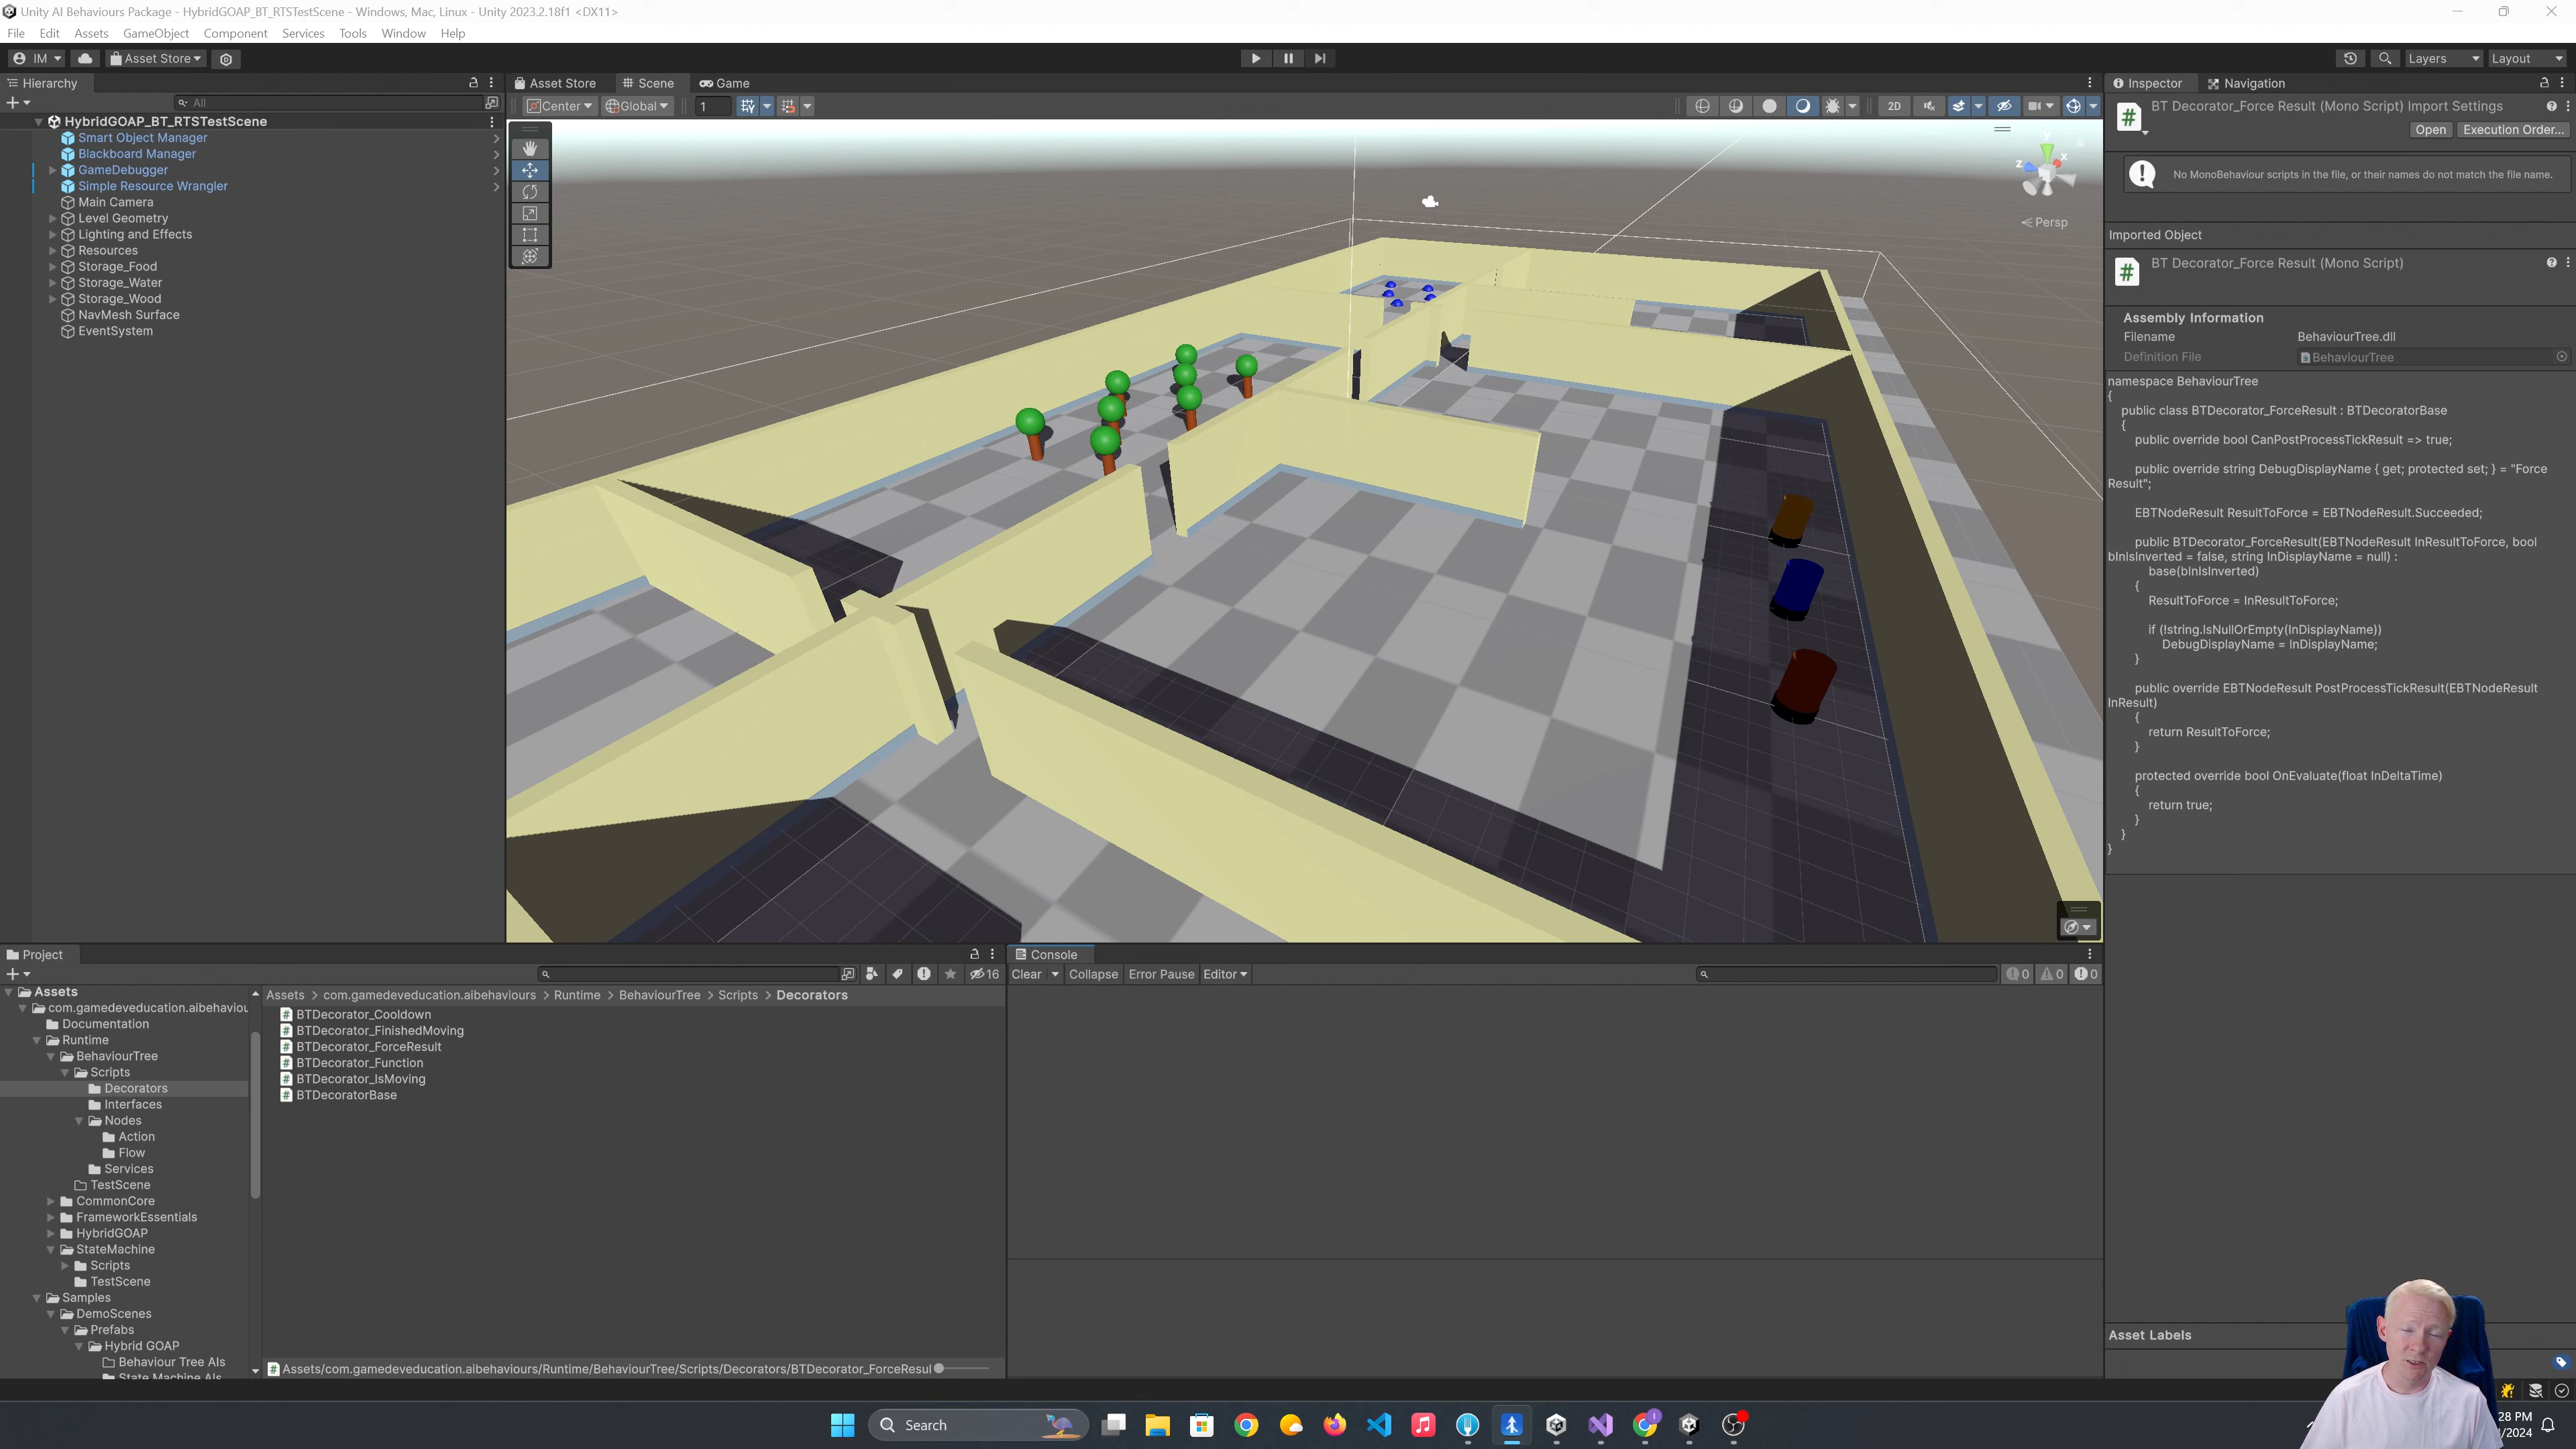 Unity AI Behaviours Package - HybridGOAP_BT_RTSTestScene - Windows, Mac, Linux - Unity 2023.2.18f1 <DX11>
File Edit Assets GameObject Component Services Tools Window Help
IM Asset Store Layers Layout
Hierarchy
All
HybridGOAP_BT_RTSTestScene
Smart Object Manager
Blackboard Manager
GameDebugger
Simple Resource Wrangler
Main Camera
Level Geometry
Lighting and Effects
Resources
Storage_Food
Storage_Water
Storage_Wood
NavMesh Surface
EventSystem
Asset Store Scene Game
Center Global 1 2D
y
z x
Persp
Inspector Navigation
BT Decorator_Force Result (Mono Script) Import Settings
Open Execution Order...
No MonoBehaviour scripts in the file, or their names do not match the file name.
Imported Object
BT Decorator_Force Result (Mono Script)
Assembly Information
Filename BehaviourTree.dll
Definition File BehaviourTree
namespace BehaviourTree
{
public class BTDecorator_ForceResult : BTDecoratorBase
{
public override bool CanPostProcessTickResult => true;
public override string DebugDisplayName { get; protected set; } = "Force
Result";
EBTNodeResult ResultToForce = EBTNodeResult.Succeeded;
public BTDecorator_ForceResult(EBTNodeResult InResultToForce, bool
bInIsInverted = false, string InDisplayName = null) :
base(bInIsInverted)
{
ResultToForce = InResultToForce;
if (!string.IsNullOrEmpty(InDisplayName))
DebugDisplayName = InDisplayName;
}
public override EBTNodeResult PostProcessTickResult(EBTNodeResult
InResult)
{
return ResultToForce;
}
protected override bool OnEvaluate(float InDeltaTime)
{
return true;
}
}
}
Asset Labels
Project
16
Assets
com.gamedeveducation.aibehaviou
Documentation
Runtime
BehaviourTree
Scripts
Decorators
Interfaces
Nodes
Action
Flow
Services
TestScene
CommonCore
FrameworkEssentials
HybridGOAP
StateMachine
Scripts
TestScene
Samples
DemoScenes
Prefabs
Hybrid GOAP
Behaviour Tree AIs
State Machine AIs
Assets > com.gamedeveducation.aibehaviours > Runtime > BehaviourTree > Scripts > Decorators
BTDecorator_Cooldown
BTDecorator_FinishedMoving
BTDecorator_ForceResult
BTDecorator_Function
BTDecorator_IsMoving
BTDecoratorBase
Assets/com.gamedeveducation.aibehaviours/Runtime/BehaviourTree/Scripts/Decorators/BTDecorator_ForceResul
Console
Clear Collapse Error Pause Editor 0 0 0
Search
28 PM
/2024